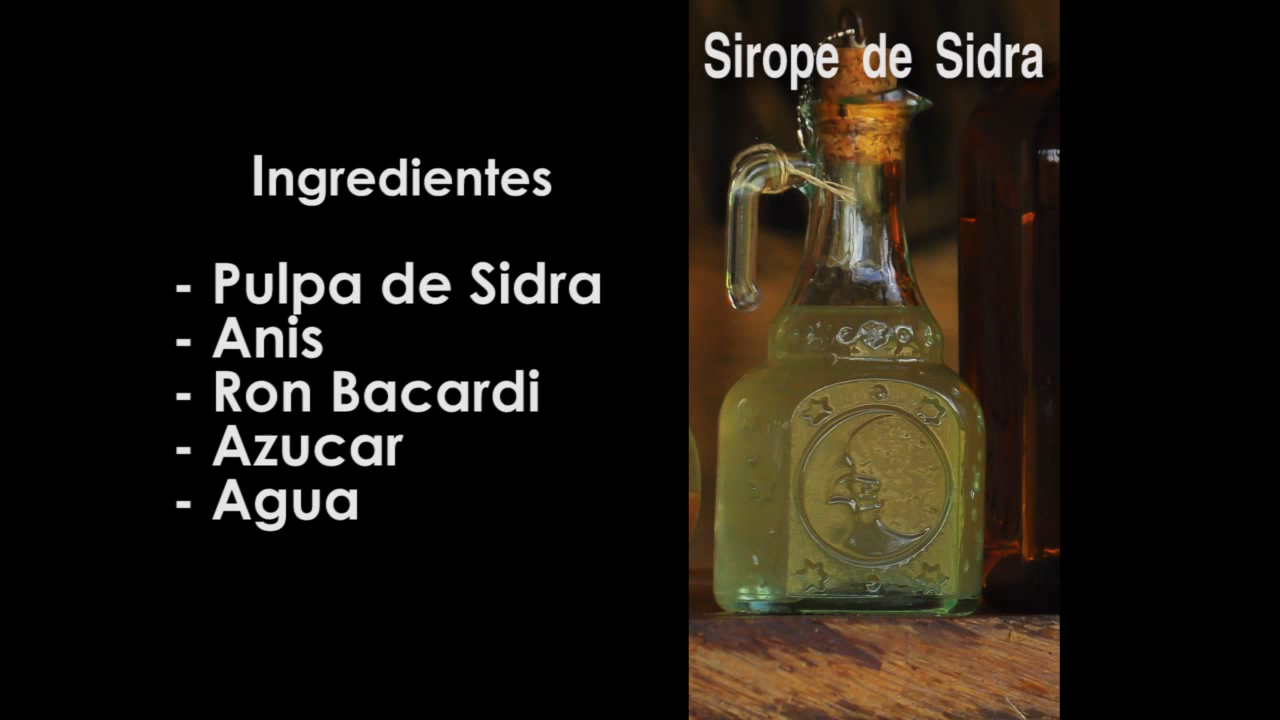 Sirope de Sidra
Ingredientes
- Pulpa de Sidra
- Anis
- Ron Bacardi
- Azucar
- Agua